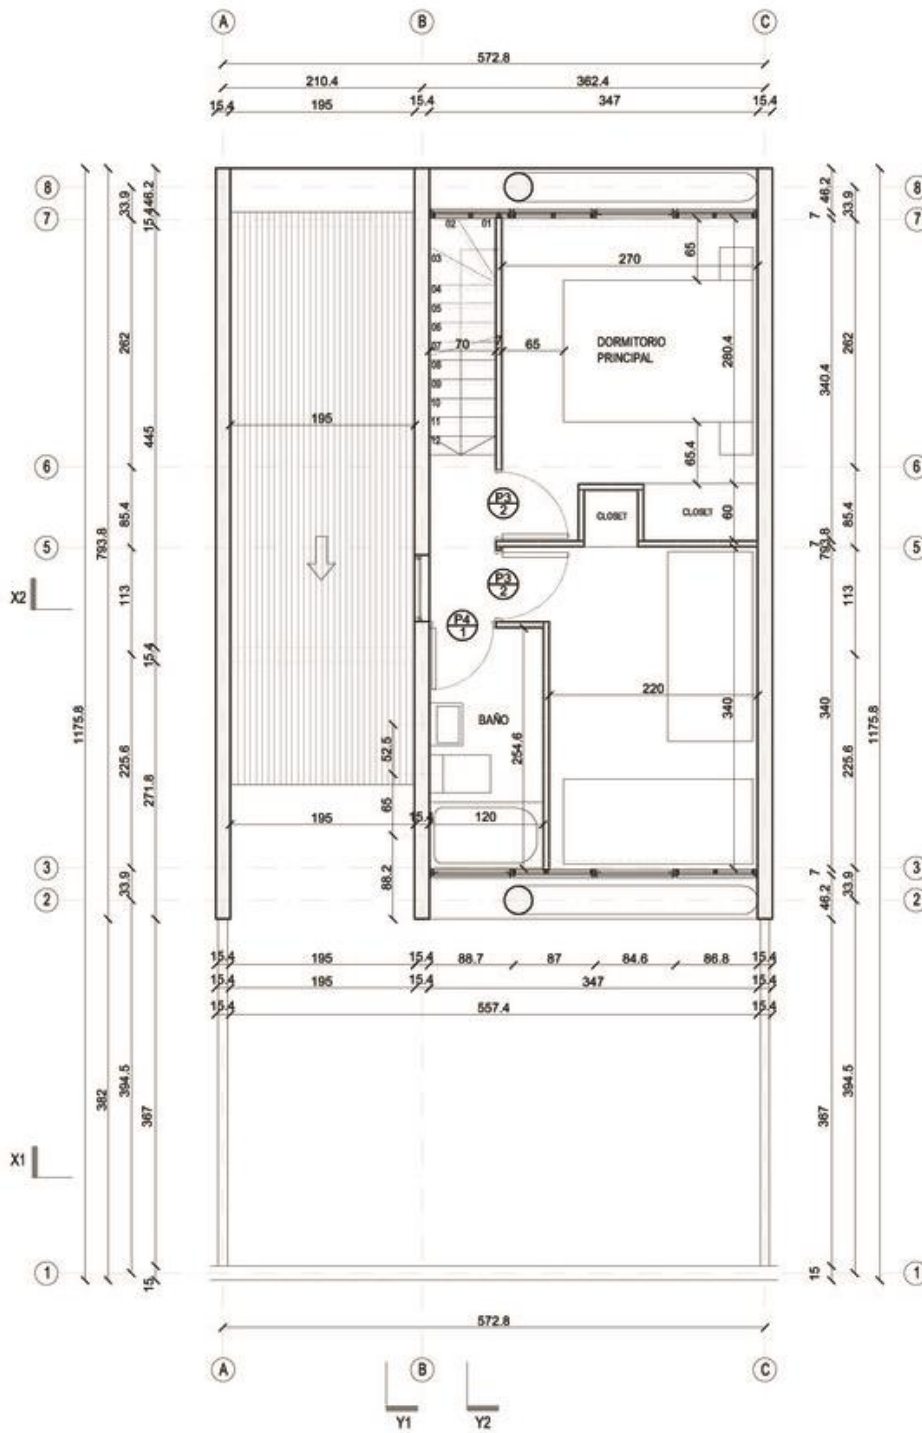 A B C
572.8
210.4 362.4
15.4 195 15.4 347 15.4
8 8
7 7
46.2 33.9 15.4 7 46.2 33.9
02 01
03
04
05
06
07
08
09
10
11
12
65
270
262 70 65 DORMITORIO
PRINCIPAL 280.4 340.4 262
195
445 65.4
6 6
P3
2
CLOSET CLOSET 60
85.4 85.4
793.8 7 793.8
5 5
P3
2
X2
113 113
P4
1
15.4
220
BAÑO 340 340
1175.8 1175.8
52.5 254.6
225.6 271.8 225.6
65
195 15.4 120
3 3
88.2
33.9 7 46.2 33.9
2 2
15.4 195 15.4 88.7 87 84.6 86.8 15.4
15.4 195 15.4 347 15.4
15.4 557.4 15.4
382 394.5 367 367 394.5
X1
1 1
15 15
572.8
A B C
Y1 Y2